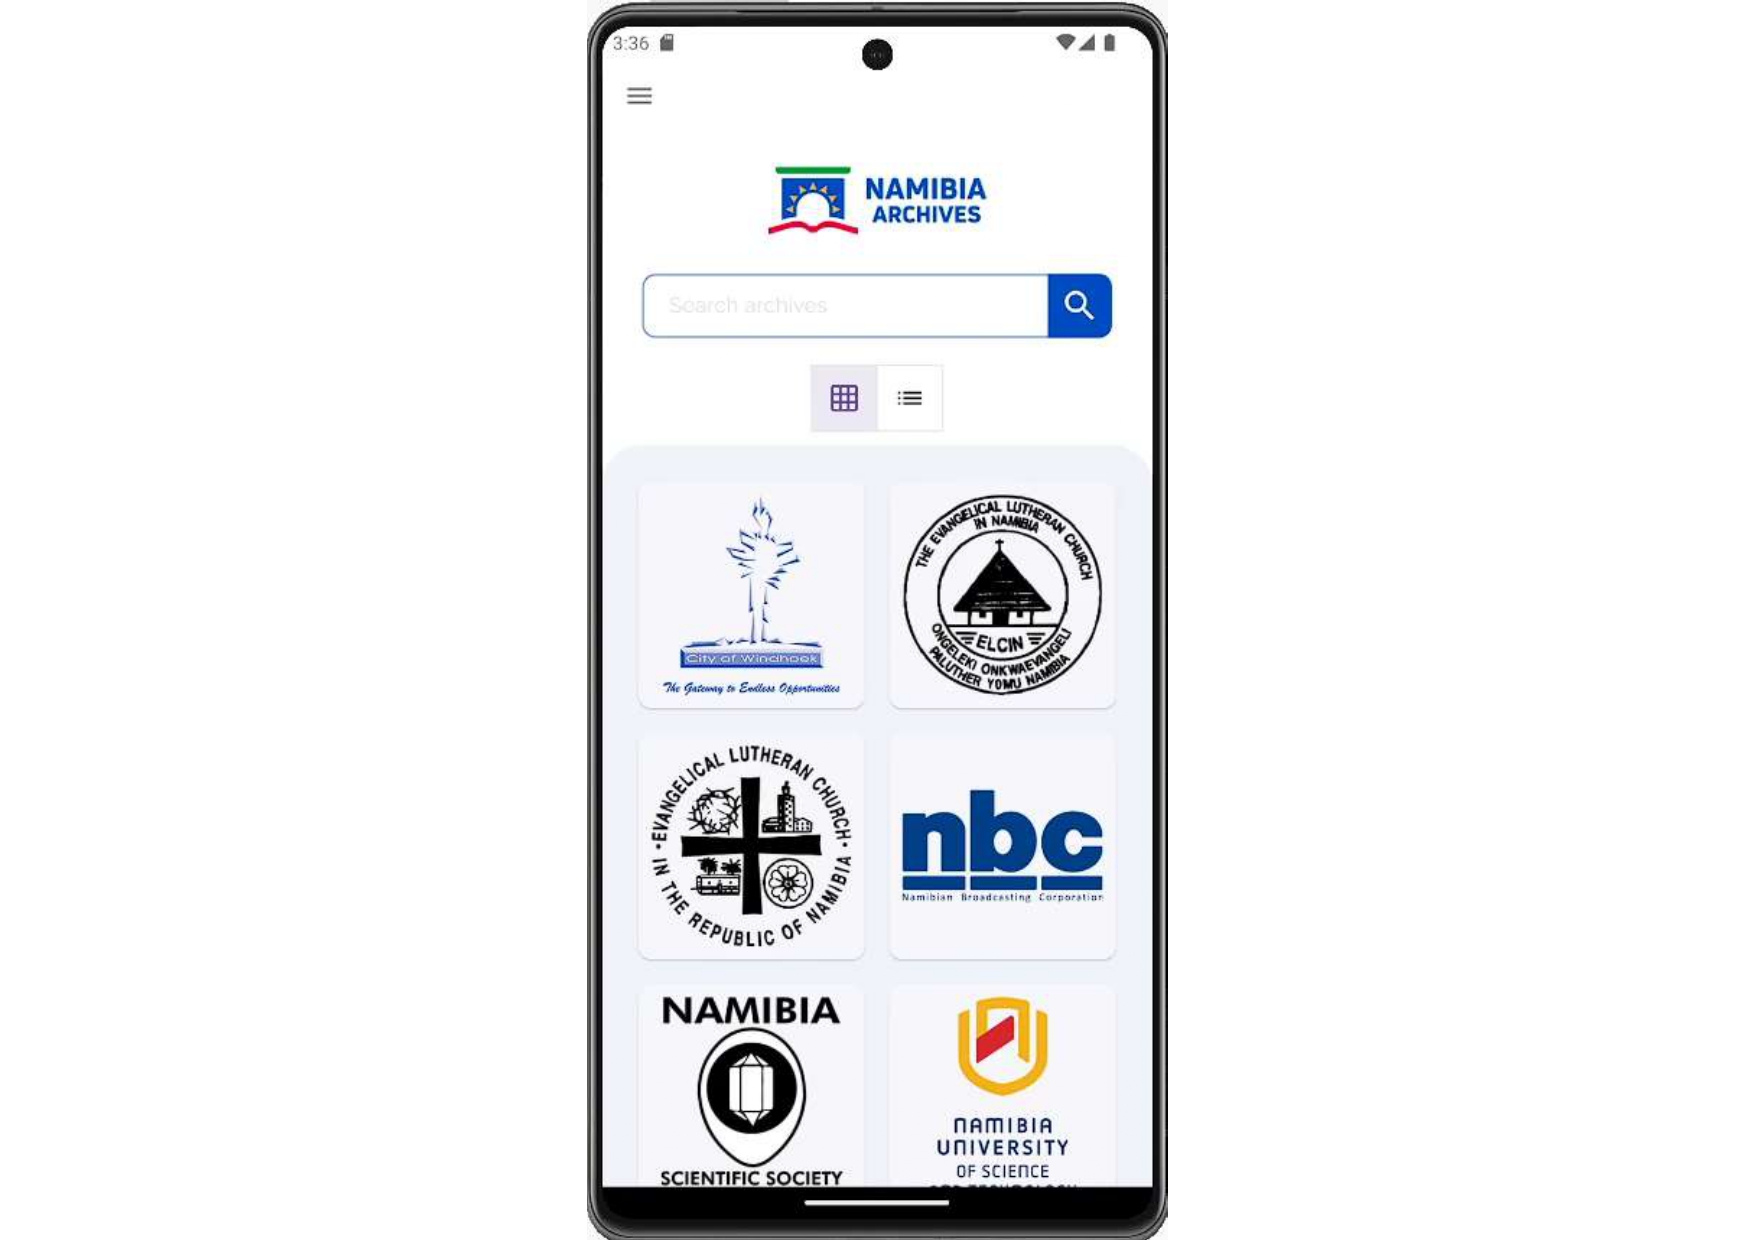 3:36
NAMIBIA
ARCHIVES
Search archives
City of Windhoek
The Gateway to Endless Opportunities
THE EVANGELICAL LUTHERAN CHURCH
IN NAMIBIA
ELCIN
ONGELEKI ONKWAEVANGELI
PALUTHER YOMU NAMIBIA
EVANGELICAL LUTHERAN CHURCH
IN THE REPUBLIC OF NAMIBIA
nbc
Namibian Broadcasting Corporation
NAMIBIA
SCIENTIFIC SOCIETY
NAMIBIA
UNIVERSITY
OF SCIENCE